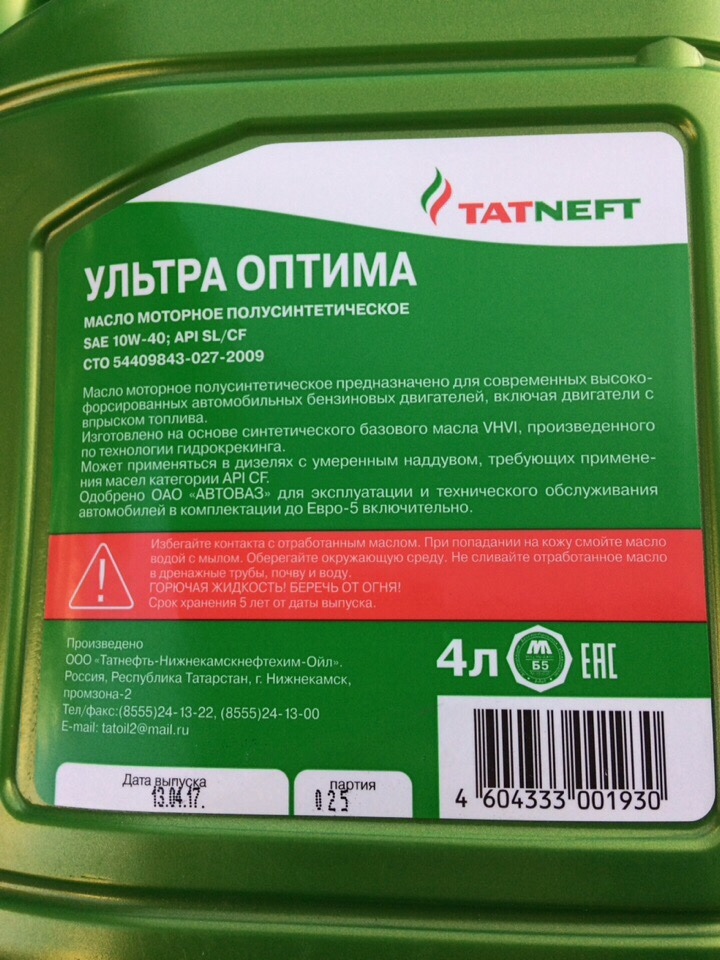 TATNEFT
УЛЬТРА ОПТИМА
МАСЛО МОТОРНОЕ ПОЛУСИНТЕТИЧЕСКОЕ
SAE 10W-40; API SL/CF
СТО 54409843-027-2009
Масло моторное полусинтетическое предназначено для современных высоко-
форсированных автомобильных бензиновых двигателей, включая двигатели с
впрыском топлива.
Изготовлено на основе синтетического базового масла VHVI, произведенного
по технологии гидрокрекинга.
Может применяться в дизелях с умеренным наддувом, требующих примене-
ния масел категории API CF.
Одобрено ОАО «АВТОВАЗ» для эксплуатации и технического обслуживания
автомобилей в комплектации до Евро-5 включительно.
Избегайте контакта с отработанным маслом. При попадании на кожу смойте масло
водой с мылом. Оберегайте окружающую среду. Не сливайте отработанное масло
в дренажные трубы, почву и воду.
ГОРЮЧАЯ ЖИДКОСТЬ! БЕРЕЧЬ ОТ ОГНЯ!
Срок хранения 5 лет от даты выпуска.
Произведено
ООО «Татнефть-Нижнекамскнефтехим-Ойл».
Россия, Республика Татарстан, г. Нижнекамск,
промзона-2
Тел/факс:(8555)24-13-22, (8555)24-13-00
E-mail: tatoil2@mail.ru
4л
Б5
EAC
Дата выпуска
13.04.17.
партия
025
4 604333 001930